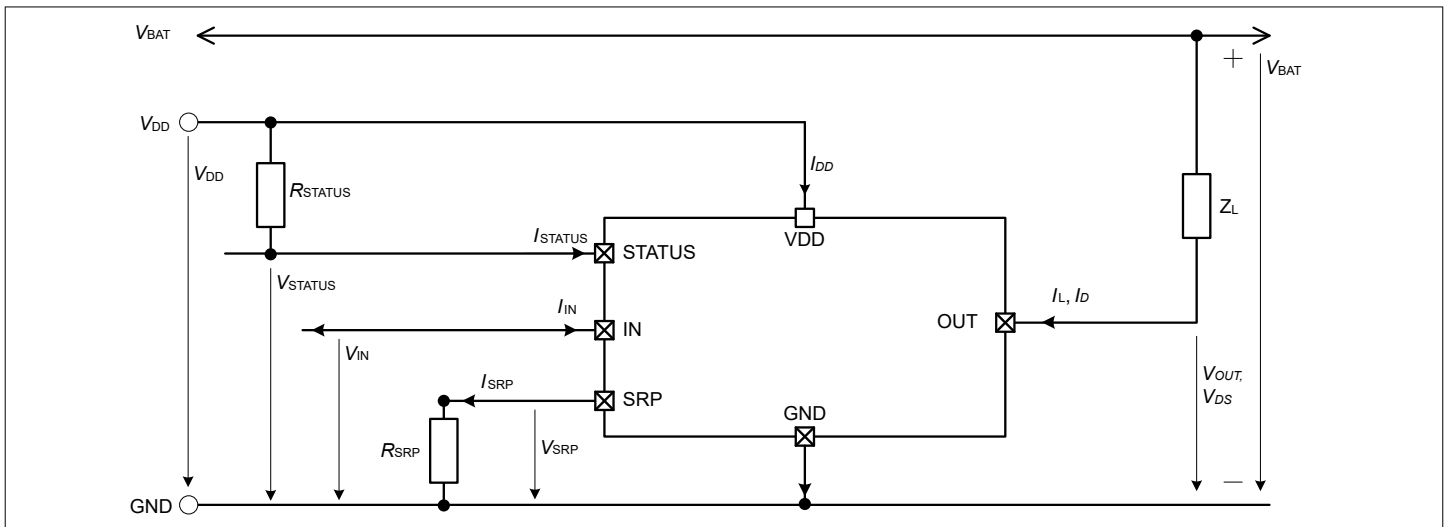 VBAT
+
VBAT
VDD
IDD
VDD
RSTATUS
ZL
VDD
ISTATUS
STATUS
VSTATUS
IL, ID
OUT
IIN
IN
VIN
VOUT,
VDS
ISRP
SRP
GND
RSRP
VSRP
–
GND